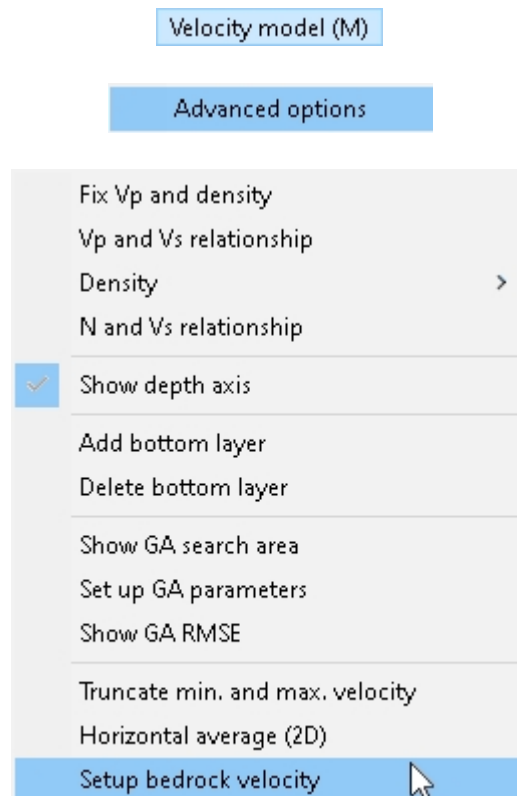 Velocity model (M)
Advanced options
Fix Vp and density
Vp and Vs relationship
Density
N and Vs relationship
Show depth axis
Add bottom layer
Delete bottom layer
Show GA search area
Set up GA parameters
Show GA RMSE
Truncate min. and max. velocity
Horizontal average (2D)
Setup bedrock velocity